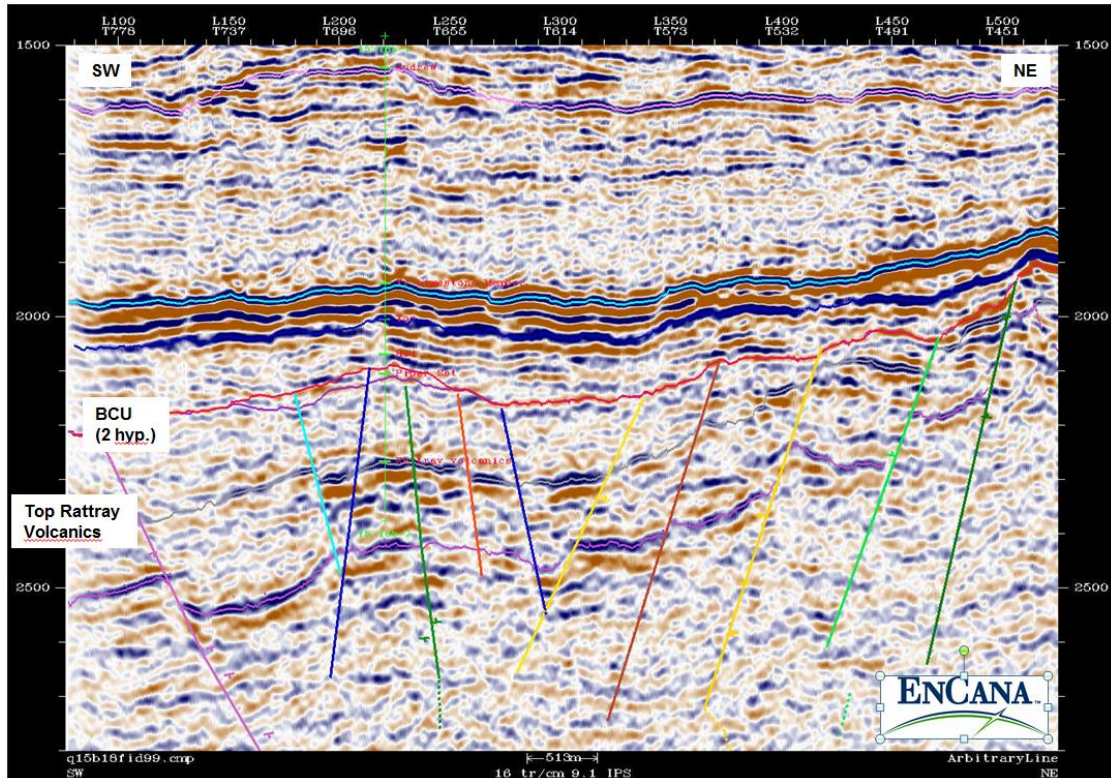 L100 L150 L200 L250 L300 L350 L400 L450 L500
T778 T737 T696 T655 T614 T573 T532 T491 T451
1500 1500
SW NE
2000 2000
BCU
(2 hyp.)
Top Rattray
Volcanics
2500 2500
ENCANA™
q15b18fid99.cmp 513m ArbitraryLine
SW 16 tr/cm 9.1 IPS NE